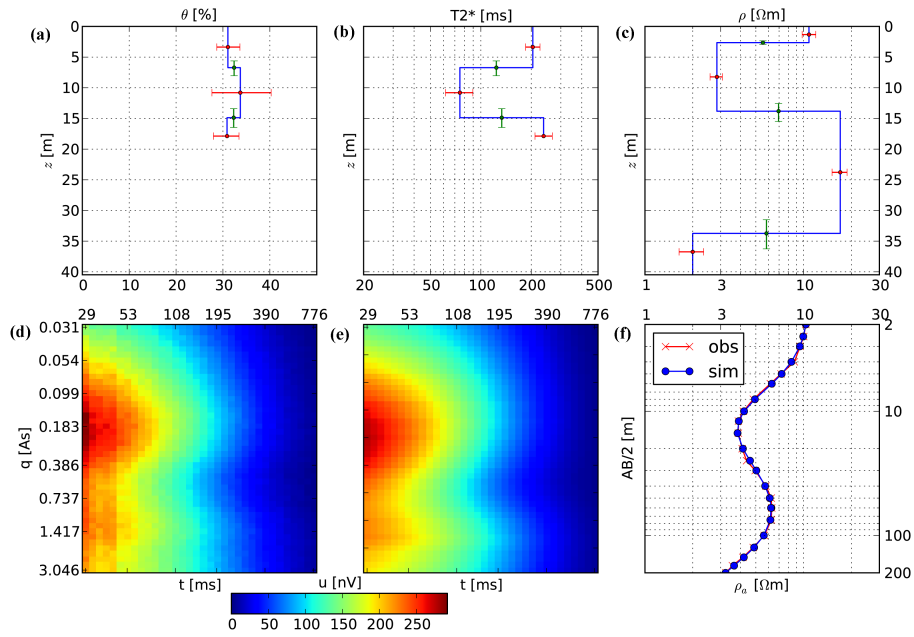 (a) θ [%]
(b) T2* [ms]
(c) ρ [Ωm]
0
5
10
15
20
25
30
35
40
z [m]
0 10 20 30 40
z [m]
20 100 200 500
z [m]
0
5
10
15
20
25
30
35
40
1 3 10 30
(d) 29 53 108 195 390 776
(e) 29 53 108 195 390 776
(f) 1 3 10 30
q [As]
0.031
0.054
0.099
0.183
0.386
0.737
1.417
3.046
t [ms]
t [ms]
u [nV]
0 50 100 150 200 250
obs
sim
AB/2 [m]
2
10
100
200
ρa [Ωm]